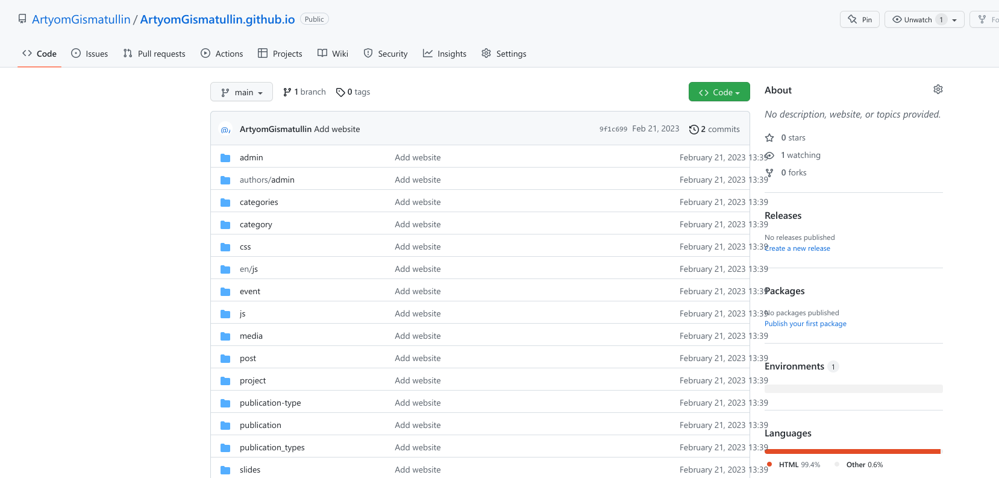 ArtyomGismatullin / ArtyomGismatullin.github.io Public
Pin Unwatch 1 Fo
Code Issues Pull requests Actions Projects Wiki Security Insights Settings
main 1 branch 0 tags Code
ArtyomGismatullin Add website 9f1c699 Feb 21, 2023 2 commits
admin Add website February 21, 2023 13:39
authors/admin Add website February 21, 2023 13:39
categories Add website February 21, 2023 13:39
category Add website February 21, 2023 13:39
css Add website February 21, 2023 13:39
en/js Add website February 21, 2023 13:39
event Add website February 21, 2023 13:39
js Add website February 21, 2023 13:39
media Add website February 21, 2023 13:39
post Add website February 21, 2023 13:39
project Add website February 21, 2023 13:39
publication-type Add website February 21, 2023 13:39
publication Add website February 21, 2023 13:39
publication_types Add website February 21, 2023 13:39
slides Add website February 21, 2023 13:39
About
No description, website, or topics provided.
0 stars
1 watching
0 forks
Releases
No releases published
Create a new release
Packages
No packages published
Publish your first package
Environments 1
Languages
HTML 99.4% Other 0.6%